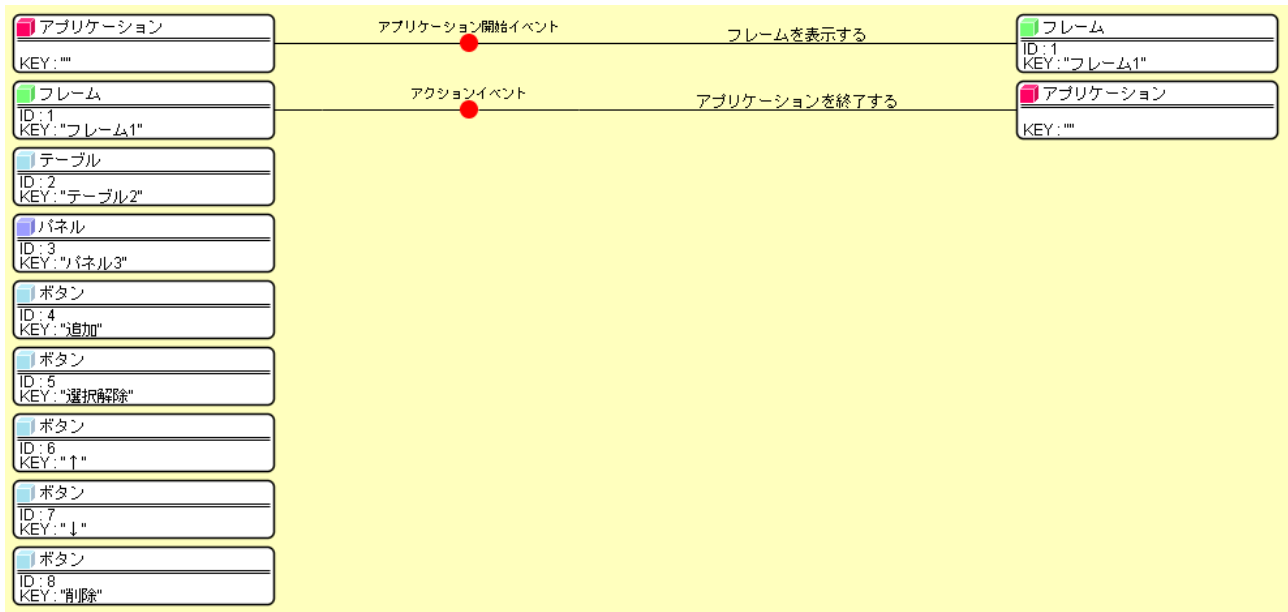 アプリケーション
KEY : ""
アプリケーション開始イベント
フレームを表示する
フレーム
ID : 1
KEY : "フレーム1"
フレーム
ID : 1
KEY : "フレーム1"
アクションイベント
アプリケーションを終了する
アプリケーション
KEY : ""
テーブル
ID : 2
KEY : "テーブル2"
パネル
ID : 3
KEY : "パネル3"
ボタン
ID : 4
KEY : "追加"
ボタン
ID : 5
KEY : "選択解除"
ボタン
ID : 6
KEY : "↑"
ボタン
ID : 7
KEY : "↓"
ボタン
ID : 8
KEY : "削除"